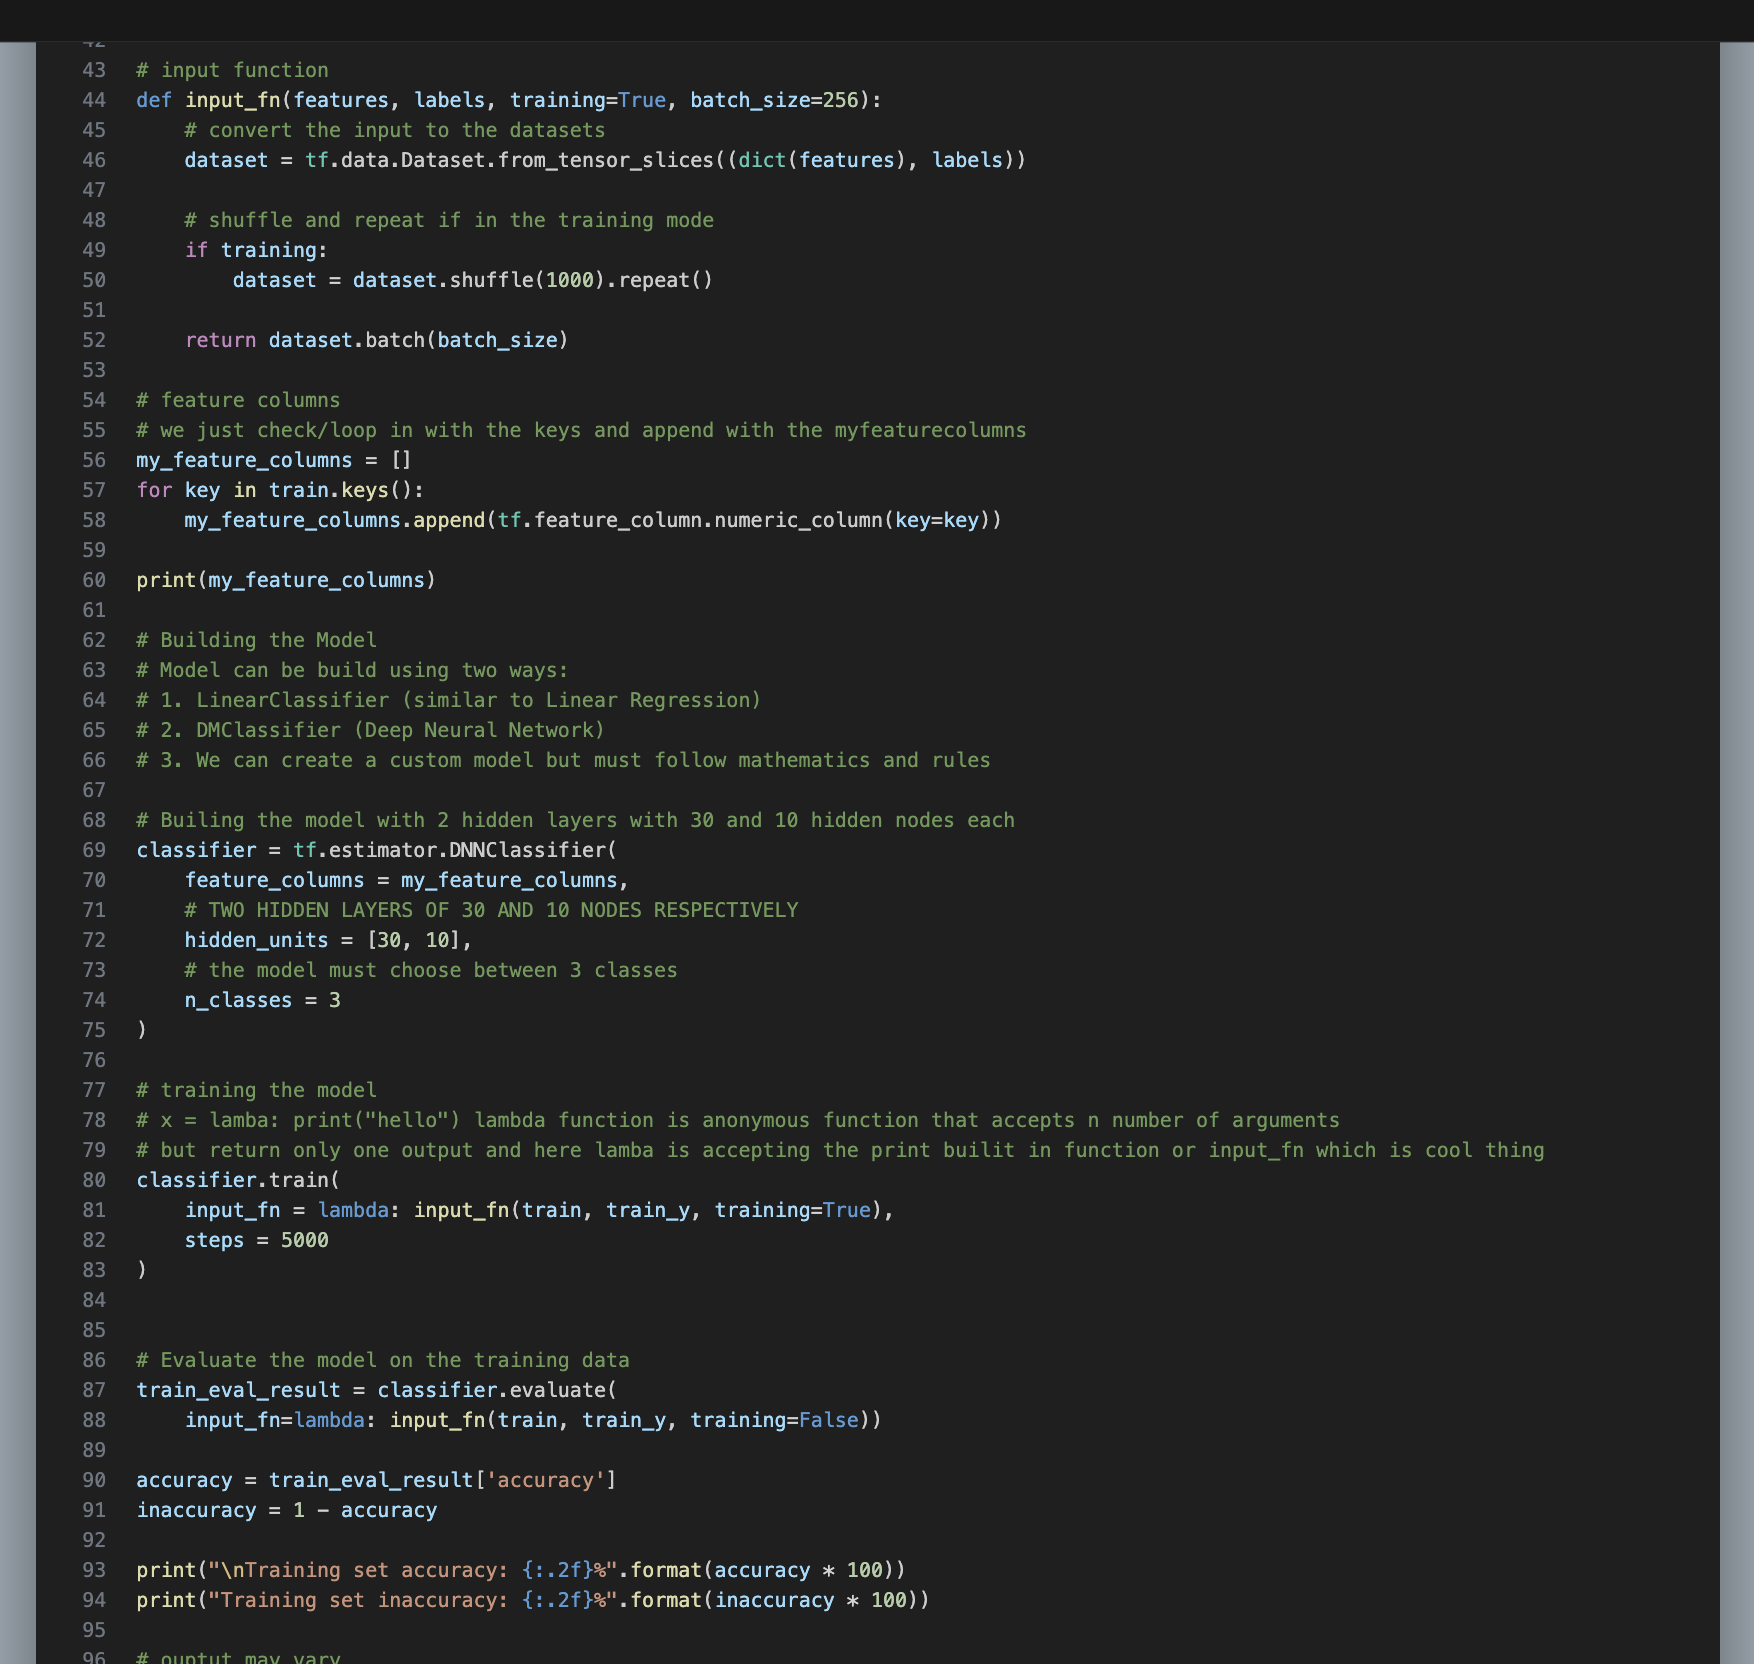 42
43 # input function
44 def input_fn(features, labels, training=True, batch_size=256):
45     # convert the input to the datasets
46     dataset = tf.data.Dataset.from_tensor_slices((dict(features), labels))
47
48     # shuffle and repeat if in the training mode
49     if training:
50         dataset = dataset.shuffle(1000).repeat()
51
52     return dataset.batch(batch_size)
53
54 # feature columns
55 # we just check/loop in with the keys and append with the myfeaturecolumns
56 my_feature_columns = []
57 for key in train.keys():
58     my_feature_columns.append(tf.feature_column.numeric_column(key=key))
59
60 print(my_feature_columns)
61
62 # Building the Model
63 # Model can be build using two ways:
64 # 1. LinearClassifier (similar to Linear Regression)
65 # 2. DMClassifier (Deep Neural Network)
66 # 3. We can create a custom model but must follow mathematics and rules
67
68 # Builing the model with 2 hidden layers with 30 and 10 hidden nodes each
69 classifier = tf.estimator.DNNClassifier(
70     feature_columns = my_feature_columns,
71     # TWO HIDDEN LAYERS OF 30 AND 10 NODES RESPECTIVELY
72     hidden_units = [30, 10],
73     # the model must choose between 3 classes
74     n_classes = 3
75 )
76
77 # training the model
78 # x = lamba: print("hello") lambda function is anonymous function that accepts n number of arguments
79 # but return only one output and here lamba is accepting the print builit in function or input_fn which is cool thing
80 classifier.train(
81     input_fn = lambda: input_fn(train, train_y, training=True),
82     steps = 5000
83 )
84
85
86 # Evaluate the model on the training data
87 train_eval_result = classifier.evaluate(
88     input_fn=lambda: input_fn(train, train_y, training=False))
89
90 accuracy = train_eval_result['accuracy']
91 inaccuracy = 1 - accuracy
92
93 print("\nTraining set accuracy: {:.2f}%".format(accuracy * 100))
94 print("Training set inaccuracy: {:.2f}%".format(inaccuracy * 100))
95
96 # ouptut may vary